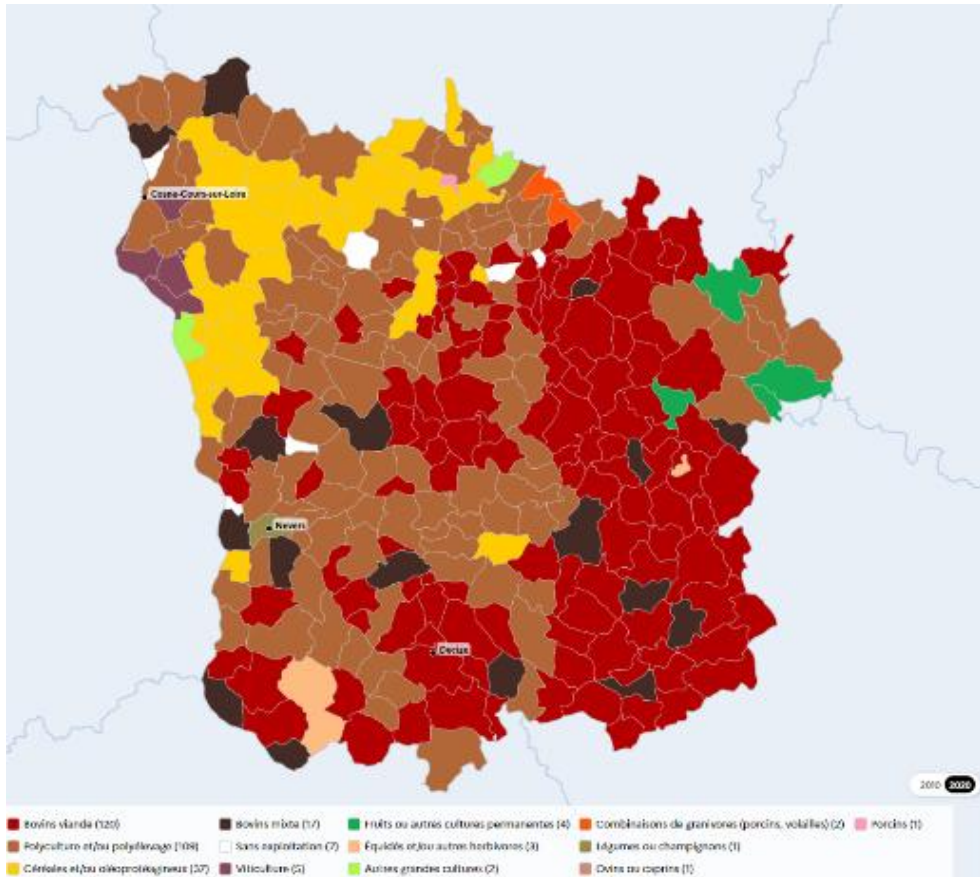 Cosne-Cours-sur-Loire
Nevers
Decize
2010 2020
Bovins viande (120) Bovins mixte (17) Fruits ou autres cultures permanentes (4) Combinaisons de granivores (porcins, volailles) (2) Porcins (1)
Polyculture et/ou polyélevage (109) Sans exploitation (7) Équidés et/ou autres herbivores (3) Légumes ou champignons (1)
Céréales et/ou oléoprotéagineux (37) Viticulture (5) Autres grandes cultures (2) Ovins ou caprins (1)